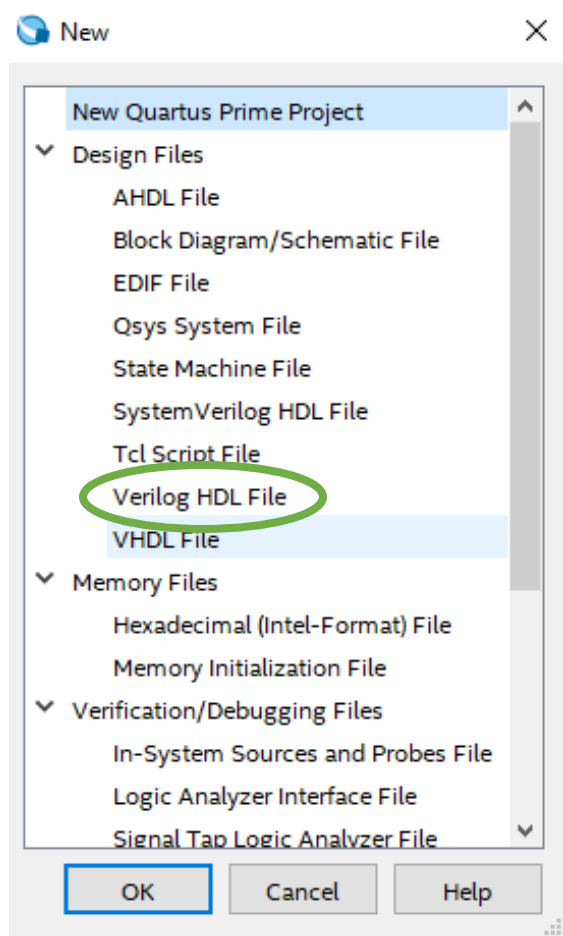 New
New Quartus Prime Project
Design Files
AHDL File
Block Diagram/Schematic File
EDIF File
Qsys System File
State Machine File
SystemVerilog HDL File
Tcl Script File
Verilog HDL File
VHDL File
Memory Files
Hexadecimal (Intel-Format) File
Memory Initialization File
Verification/Debugging Files
In-System Sources and Probes File
Logic Analyzer Interface File
Signal Tap Logic Analyzer File
OK Cancel Help